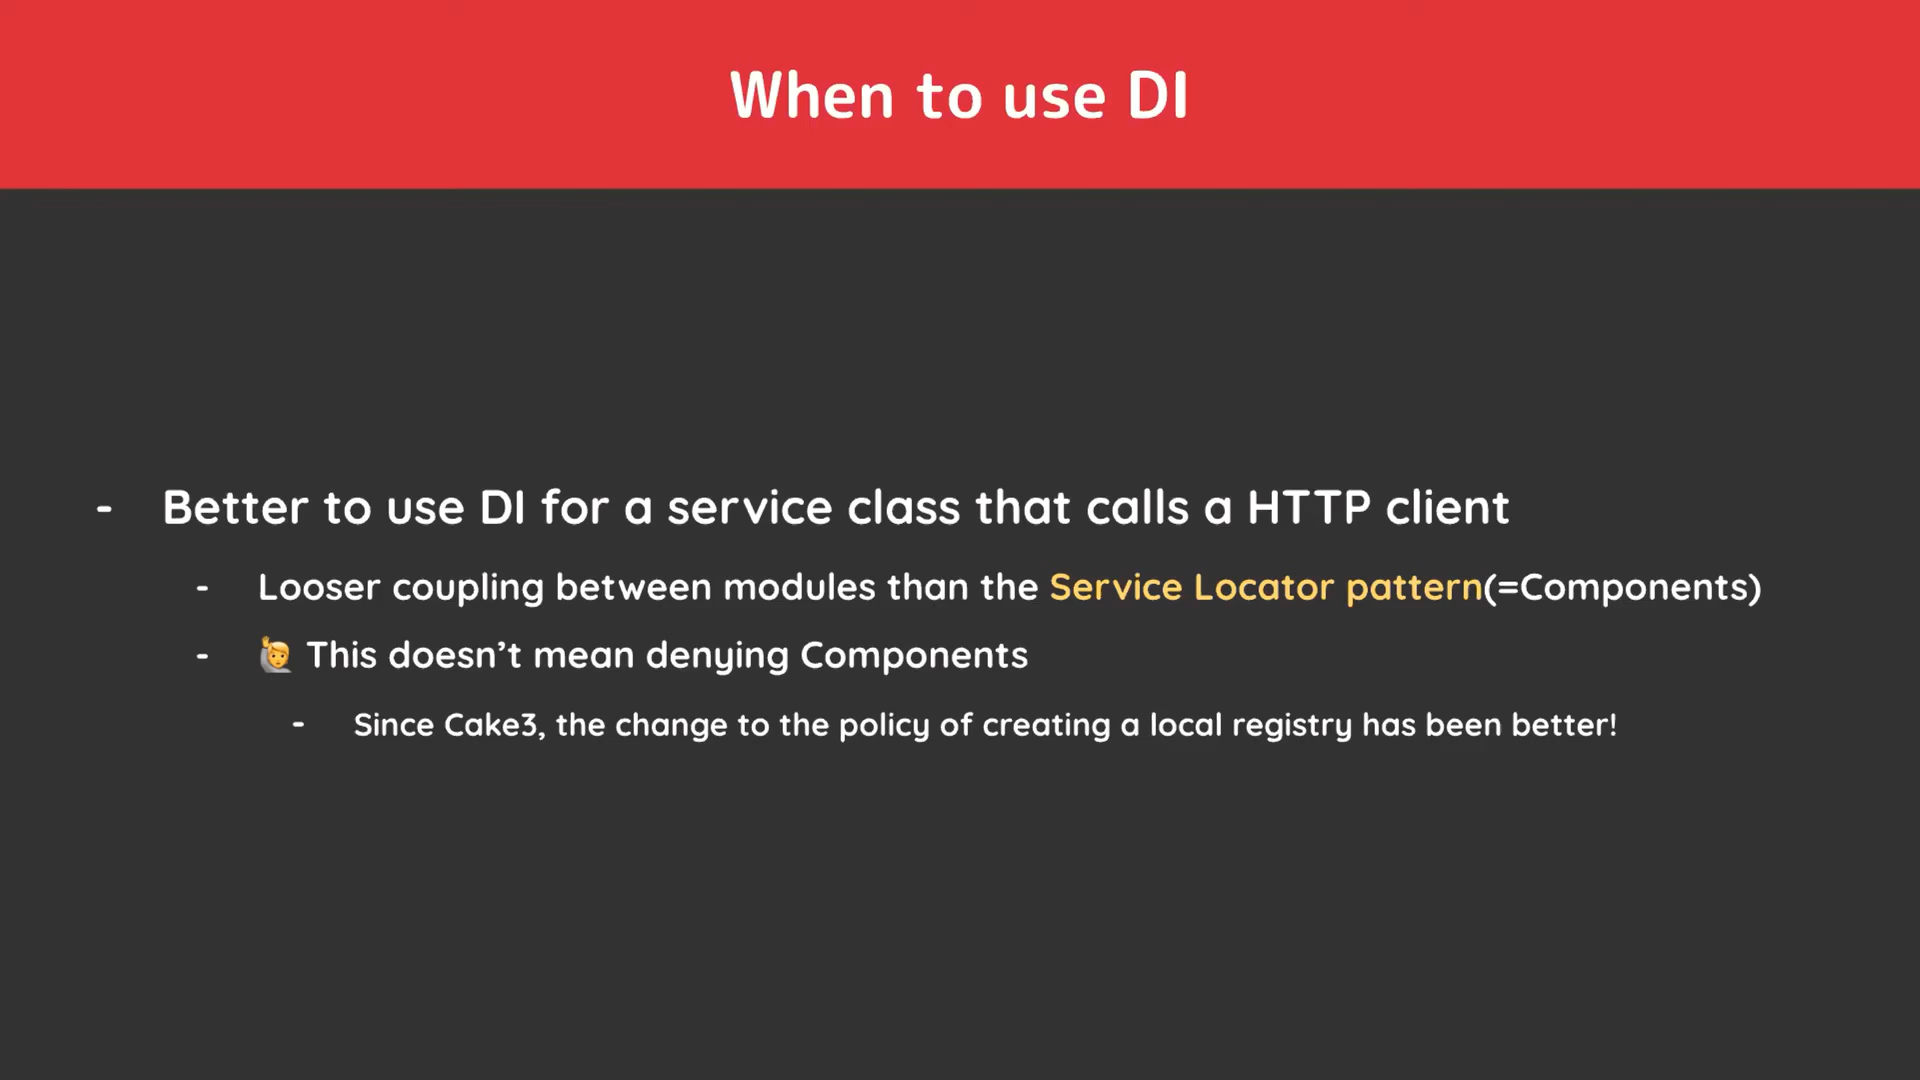 When to use DI
- Better to use DI for a service class that calls a HTTP client
- Looser coupling between modules than the Service Locator pattern(=Components)
- 🙋 This doesn’t mean denying Components
- Since Cake3, the change to the policy of creating a local registry has been better!